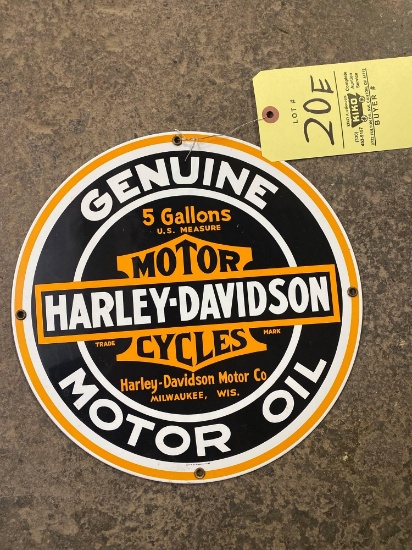 GENUINE
5 Gallons
U.S. MEASURE
MOTOR
HARLEY-DAVIDSON
TRADE MARK
CYCLES
Harley-Davidson Motor Co
MILWAUKEE, WIS.
MOTOR OIL
LOT #
20E
KIKO
BUYER #